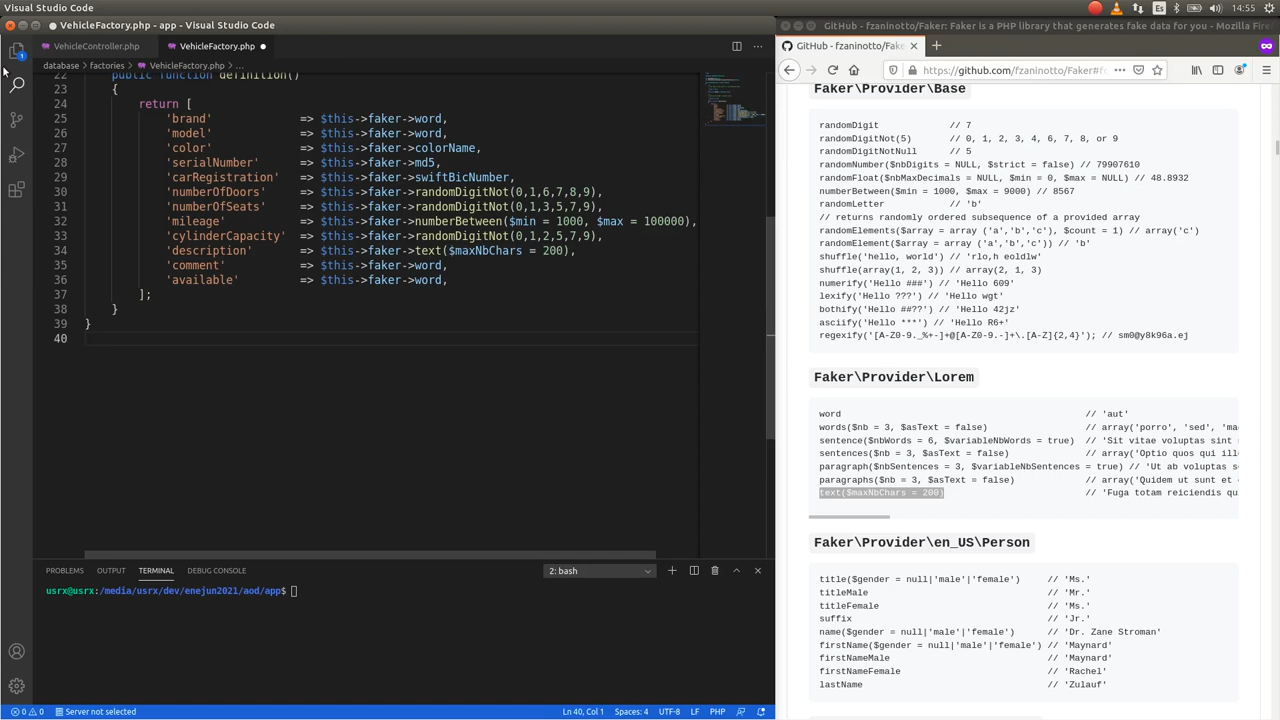 Visual Studio Code
Es
14:55
VehicleFactory.php - app - Visual Studio Code
GitHub - fzaninotto/Faker: Faker is a PHP library that generates fake data for you - Mozilla Firef
VehicleController.php
VehicleFactory.php
GitHub - fzaninotto/Faker:
1
database > factories > VehicleFactory.php > ...
https://github.com/fzaninotto/Faker#f
22 public function definition()
23 {
24 return [
25 'brand' => $this->faker->word,
26 'model' => $this->faker->word,
27 'color' => $this->faker->colorName,
28 'serialNumber' => $this->faker->md5,
29 'carRegistration' => $this->faker->swiftBicNumber,
30 'numberOfDoors' => $this->faker->randomDigitNot(0,1,6,7,8,9),
31 'numberOfSeats' => $this->faker->randomDigitNot(0,1,3,5,7,9),
32 'mileage' => $this->faker->numberBetween($min = 1000, $max = 100000),
33 'cylinderCapacity' => $this->faker->randomDigitNot(0,1,2,5,7,9),
34 'description' => $this->faker->text($maxNbChars = 200),
35 'comment' => $this->faker->word,
36 'available' => $this->faker->word,
37 ];
38 }
39 }
40
PROBLEMS OUTPUT TERMINAL DEBUG CONSOLE
2: bash
usrx@usrx:/media/usrx/dev/enejun2021/aod/app$
0 0 Server not selected
Ln 40, Col 1 Spaces: 4 UTF-8 LF PHP
Faker\Provider\Base
randomDigit // 7
randomDigitNot(5) // 0, 1, 2, 3, 4, 6, 7, 8, or 9
randomDigitNotNull // 5
randomNumber($nbDigits = NULL, $strict = false) // 79907610
randomFloat($nbMaxDecimals = NULL, $min = 0, $max = NULL) // 48.8932
numberBetween($min = 1000, $max = 9000) // 8567
randomLetter // 'b'
// returns randomly ordered subsequence of a provided array
randomElements($array = array ('a','b','c'), $count = 1) // array('c')
randomElement($array = array ('a','b','c')) // 'b'
shuffle('hello, world') // 'rlo,h eoldlw'
shuffle(array(1, 2, 3)) // array(2, 1, 3)
numerify('Hello ###') // 'Hello 609'
lexify('Hello ???') // 'Hello wgt'
bothify('Hello ##??') // 'Hello 42jz'
asciify('Hello ***') // 'Hello R6+'
regexify('[A-Z0-9._%+-]+@[A-Z0-9.-]+\.[A-Z]{2,4}'); // sm0@y8k96a.ej
Faker\Provider\Lorem
word // 'aut'
words($nb = 3, $asText = false) // array('porro', 'sed', 'ma
sentence($nbWords = 6, $variableNbWords = true) // 'Sit vitae voluptas sint
sentences($nb = 3, $asText = false) // array('Optio quos qui ill
paragraph($nbSentences = 3, $variableNbSentences = true) // 'Ut ab voluptas s
paragraphs($nb = 3, $asText = false) // array('Quidem ut sunt et
text($maxNbChars = 200) // 'Fuga totam reiciendis qu
Faker\Provider\en_US\Person
title($gender = null|'male'|'female') // 'Ms.'
titleMale // 'Mr.'
titleFemale // 'Ms.'
suffix // 'Jr.'
name($gender = null|'male'|'female') // 'Dr. Zane Stroman'
firstName($gender = null|'male'|'female') // 'Maynard'
firstNameMale // 'Maynard'
firstNameFemale // 'Rachel'
lastName // 'Zulauf'